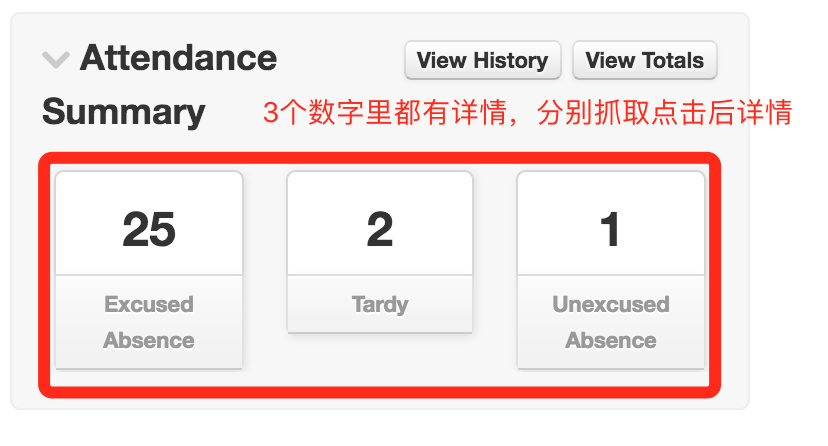 Attendance
View History
View Totals
Summary
3个数字里都有详情，分别抓取点击后详情
25
2
1
Excused
Absence
Tardy
Unexcused
Absence